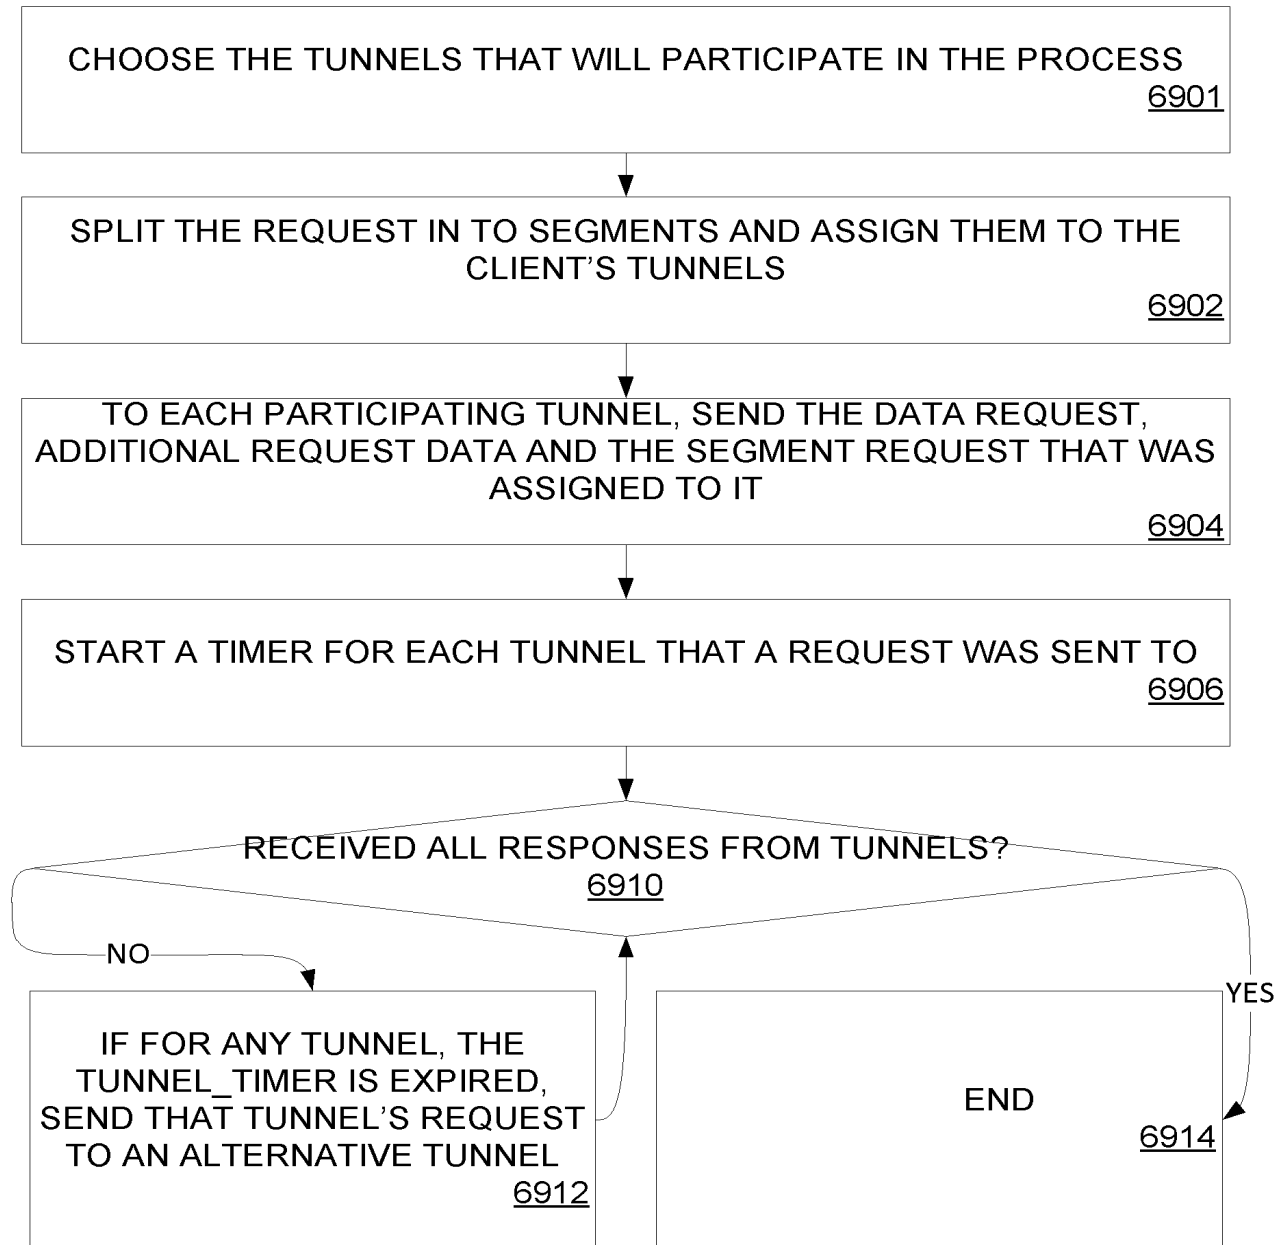 CHOOSE THE TUNNELS THAT WILL PARTICIPATE IN THE PROCESS
6901
SPLIT THE REQUEST IN TO SEGMENTS AND ASSIGN THEM TO THE
CLIENT’S TUNNELS
6902
TO EACH PARTICIPATING TUNNEL, SEND THE DATA REQUEST,
ADDITIONAL REQUEST DATA AND THE SEGMENT REQUEST THAT WAS
ASSIGNED TO IT
6904
START A TIMER FOR EACH TUNNEL THAT A REQUEST WAS SENT TO
6906
RECEIVED ALL RESPONSES FROM TUNNELS?
6910
NO
YES
IF FOR ANY TUNNEL, THE
TUNNEL_TIMER IS EXPIRED,
SEND THAT TUNNEL’S REQUEST
TO AN ALTERNATIVE TUNNEL
6912
END
6914